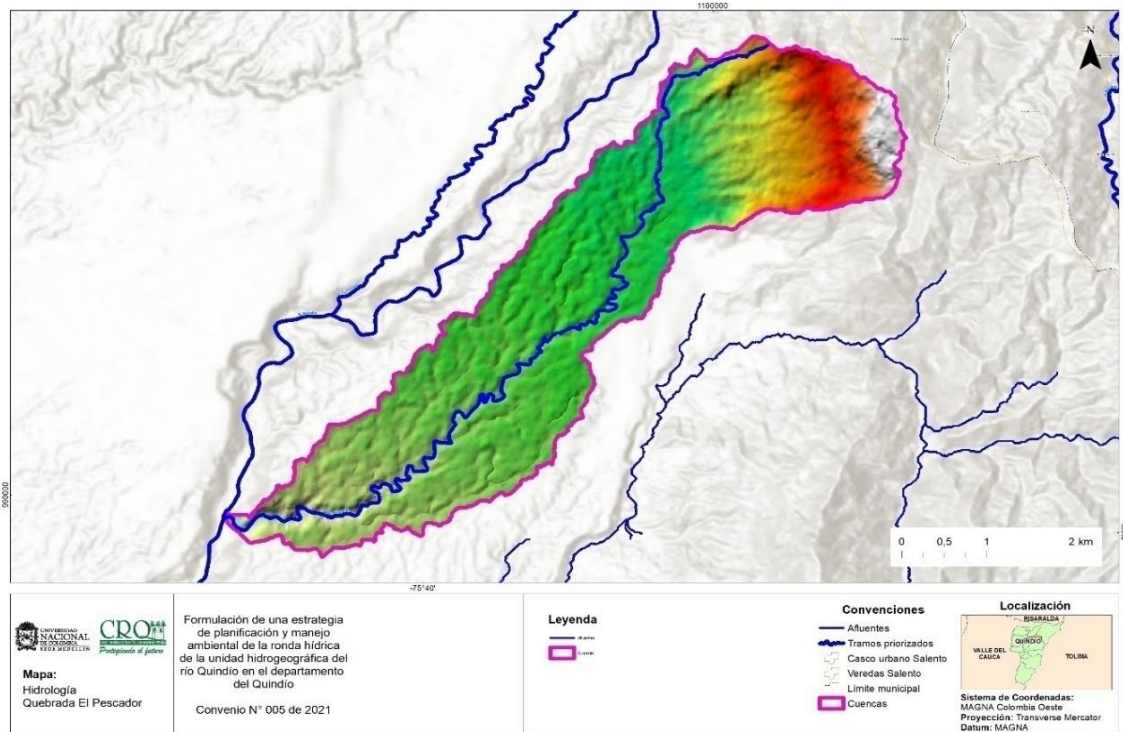 1160000
N
990000
0 0,5 1 2 km
-75°40'
UNIVERSIDAD
NACIONAL
DE COLOMBIA
SEDE MEDELLÍN
CRQ
Protegiendo el futuro
Mapa:
Hidrología
Quebrada El Pescador
Formulación de una estrategia
de planificación y manejo
ambiental de la ronda hídrica
de la unidad hidrogeográfica del
río Quindío en el departamento
del Quindío
Convenio N° 005 de 2021
Leyenda
Cuencas
Convenciones
Afluentes
Tramos priorizados
Casco urbano Salento
Veredas Salento
Límite municipal
Cuencas
Localización
RISARALDA
QUINDÍO
VALLE DEL
CAUCA
TOLIMA
Sistema de Coordenadas:
MAGNA Colombia Oeste
Proyección: Transverse Mercator
Datum: MAGNA